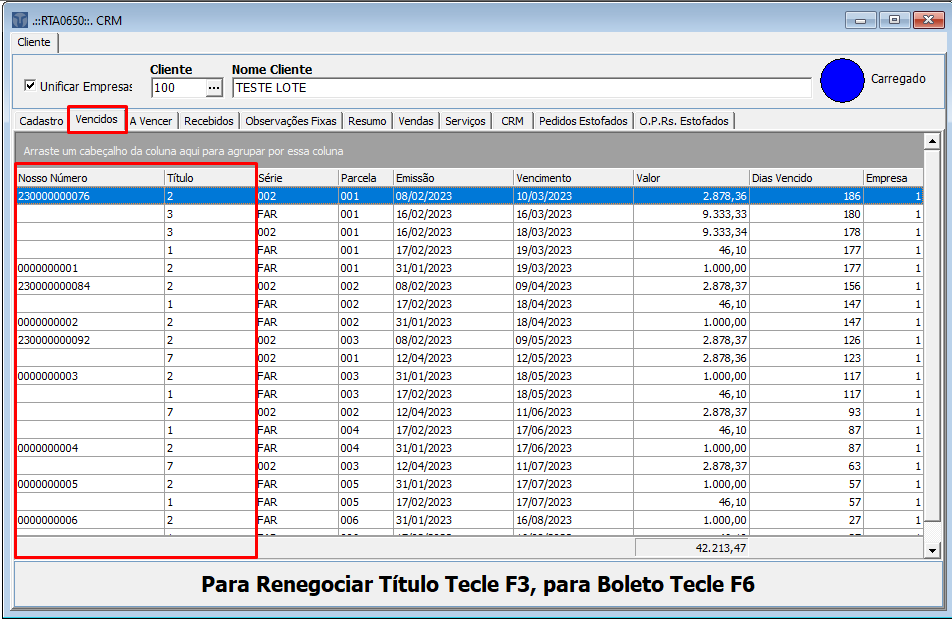 .::RTA0650::. CRM
Cliente
Unificar Empresas
Cliente
Nome Cliente
100 ...
TESTE LOTE
Carregado
Cadastro Vencidos A Vencer Recebidos Observações Fixas Resumo Vendas Serviços CRM Pedidos Estofados O.P.Rs. Estofados
Arraste um cabeçalho da coluna aqui para agrupar por essa coluna
Nosso Número Título Série Parcela Emissão Vencimento Valor Dias Vencido Empresa
230000000076 2 002 001 08/02/2023 10/03/2023 2.878,36 186 1
3 FAR 001 16/02/2023 16/03/2023 9.333,33 180 1
3 002 001 16/02/2023 18/03/2023 9.333,34 178 1
1 FAR 001 17/02/2023 19/03/2023 46,10 177 1
0000000001 2 FAR 001 31/01/2023 19/03/2023 1.000,00 177 1
230000000084 2 002 002 08/02/2023 09/04/2023 2.878,37 156 1
1 FAR 002 17/02/2023 18/04/2023 46,10 147 1
0000000002 2 FAR 002 31/01/2023 18/04/2023 1.000,00 147 1
230000000092 2 002 003 08/02/2023 09/05/2023 2.878,37 126 1
7 002 001 12/04/2023 12/05/2023 2.878,36 123 1
0000000003 2 FAR 003 31/01/2023 18/05/2023 1.000,00 117 1
1 FAR 003 17/02/2023 18/05/2023 46,10 117 1
7 002 002 12/04/2023 11/06/2023 2.878,37 93 1
1 FAR 004 17/02/2023 17/06/2023 46,10 87 1
0000000004 2 FAR 004 31/01/2023 17/06/2023 1.000,00 87 1
7 002 003 12/04/2023 11/07/2023 2.878,37 63 1
0000000005 2 FAR 005 31/01/2023 17/07/2023 1.000,00 57 1
1 FAR 005 17/02/2023 17/07/2023 46,10 57 1
0000000006 2 FAR 006 31/01/2023 16/08/2023 1.000,00 27 1
42.213,47
Para Renegociar Título Tecle F3, para Boleto Tecle F6